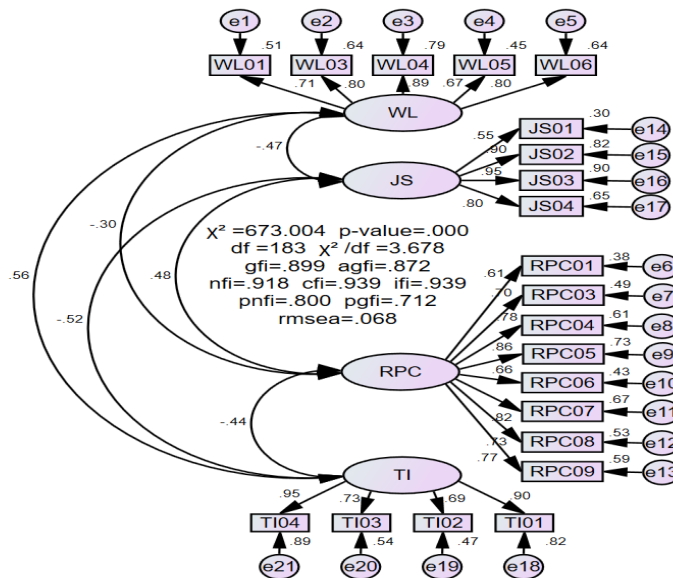 e1 e2 e3 e4 e5
.51 .64 .79 .45 .64
WL01 WL03 WL04 WL05 WL06
.71 .80 .89 .67 .80
WL
.30
JS01 e14
.55
.90 JS02 .82 e15
-.47
.95 JS03 .90 e16
JS
.80 JS04 .65 e17
χ² =673.004 p-value=.000
df =183 χ² /df =3.678
gfi=.899 agfi=.872
nfi=.918 cfi=.939 ifi=.939
pnfi=.800 pgfi=.712
rmsea=.068
-.30
.56 .48
-.52
.61 RPC01 .38 e6
.70 RPC03 .49 e7
.78 RPC04 .61 e8
.86 RPC05 .73 e9
RPC
.66 RPC06 .43 e10
RPC07 .67 e11
.82
RPC08 .53 e12
.73
.77 RPC09 .59 e13
-.44
TI
.95 .73 .69 .90
TI04 TI03 TI02 TI01
.89 .54 .47 .82
e21 e20 e19 e18